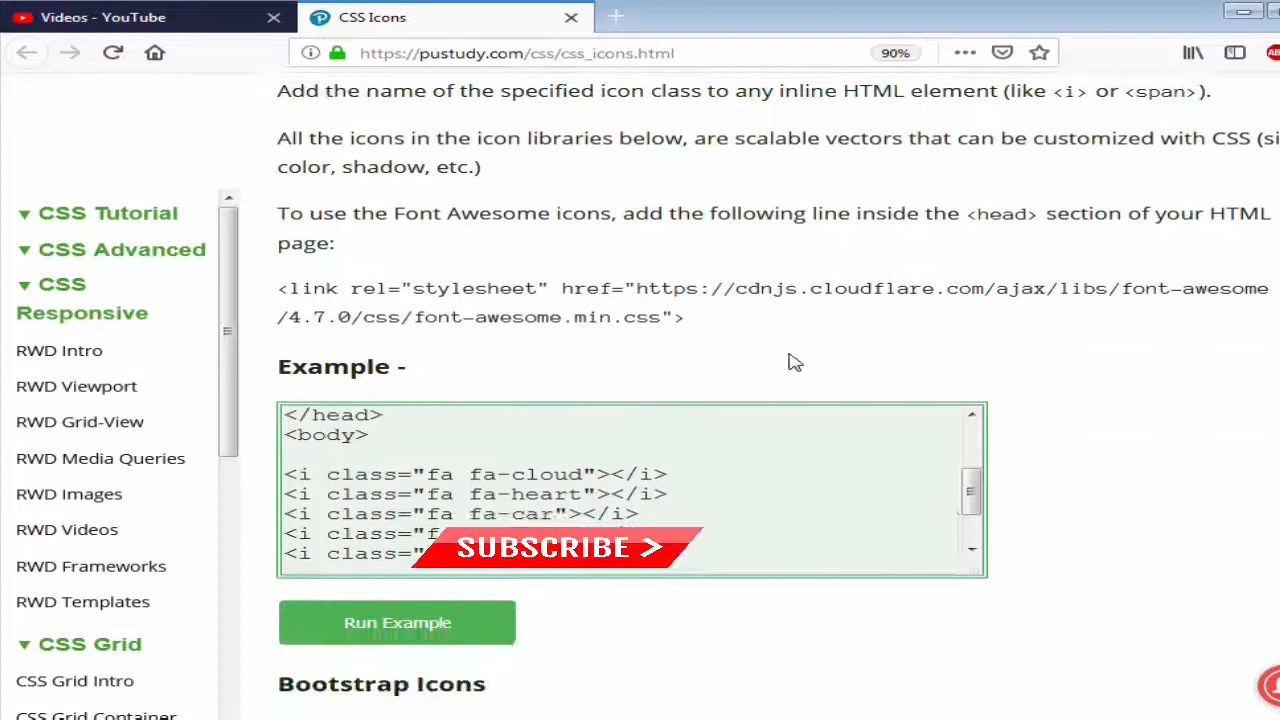 Videos - YouTube
CSS Icons
https://pustudy.com/css/css_icons.html
90%
Add the name of the specified icon class to any inline HTML element (like <i> or <span>).
All the icons in the icon libraries below, are scalable vectors that can be customized with CSS (si
color, shadow, etc.)
To use the Font Awesome icons, add the following line inside the <head> section of your HTML
page:
<link rel="stylesheet" href="https://cdnjs.cloudflare.com/ajax/libs/font-awesome
/4.7.0/css/font-awesome.min.css">
Example -
</head>
<body>
<i class="fa fa-cloud"></i>
<i class="fa fa-heart"></i>
<i class="fa fa-car"></i>
<i class="f
<i class="
SUBSCRIBE >
Run Example
Bootstrap Icons
▼ CSS Tutorial
▼ CSS Advanced
▼ CSS
Responsive
RWD Intro
RWD Viewport
RWD Grid-View
RWD Media Queries
RWD Images
RWD Videos
RWD Frameworks
RWD Templates
▼ CSS Grid
CSS Grid Intro
CSS Grid Container